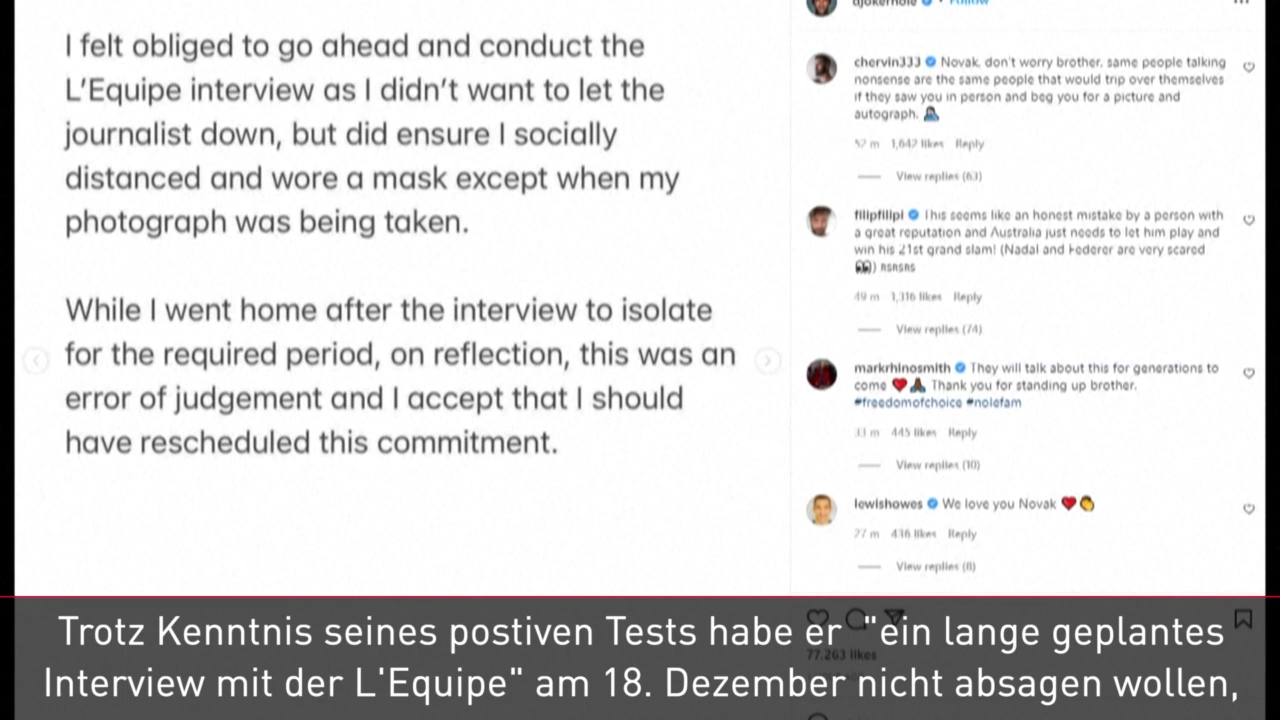 I felt obliged to go ahead and conduct the
L'Equipe interview as I didn't want to let the
journalist down, but did ensure I socially
distanced and wore a mask except when my
photograph was being taken.
While I went home after the interview to isolate
for the required period, on reflection, this was an
error of judgement and I accept that I should
have rescheduled this commitment.
djokernole • Follow
chervin333 Novak, don't worry brother, same people talking
nonsense are the same people that would trip over themselves
if they saw you in person and beg you for a picture and
autograph.
52 m 1,642 likes Reply
View replies (63)
filipfilipi This seems like an honest mistake by a person with
a great reputation and Australia just needs to let him play and
win his 21st grand slam! (Nadal and Federer are very scared
👀)
49 m 1,316 likes Reply
View replies (74)
markrhinosmith They will talk about this for generations to
come ❤️🙏🏾 Thank you for standing up brother.
#freedomofchoice #nolefam
33 m 445 likes Reply
View replies (10)
lewishowes We love you Novak ❤️👏
27 m 436 likes Reply
View replies (8)
77.263 likes
Trotz Kenntnis seines postiven Tests habe er "ein lange geplantes
Interview mit der L'Equipe" am 18. Dezember nicht absagen wollen,